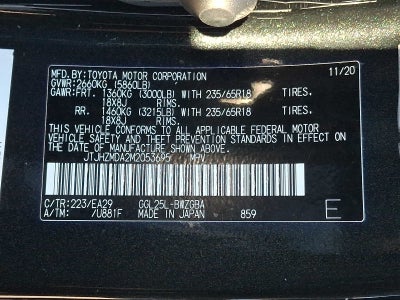 MFD.BY:TOYOTA MOTOR CORPORATION 11/20
GVWR:2660KG (5860LB)
GAWR:FRT. 1360KG (3000LB) WITH 235/65R18 TIRES,
18X8J RIMS.
RR. 1460KG (3215LB) WITH 235/65R18 TIRES,
18X8J RIMS.
THIS VEHICLE CONFORMS TO ALL APPLICABLE FEDERAL MOTOR
VEHICLE SAFETY AND THEFT PREVENTION STANDARDS IN EFFECT
ON THE DATE OF MANUFACTURE SHOWN ABOVE.
JTJHZMDA2M2053695 MPV
C/TR:223/EA29 GGL25L-BWZGBA
A/TM: /U881F MADE IN JAPAN 859 E